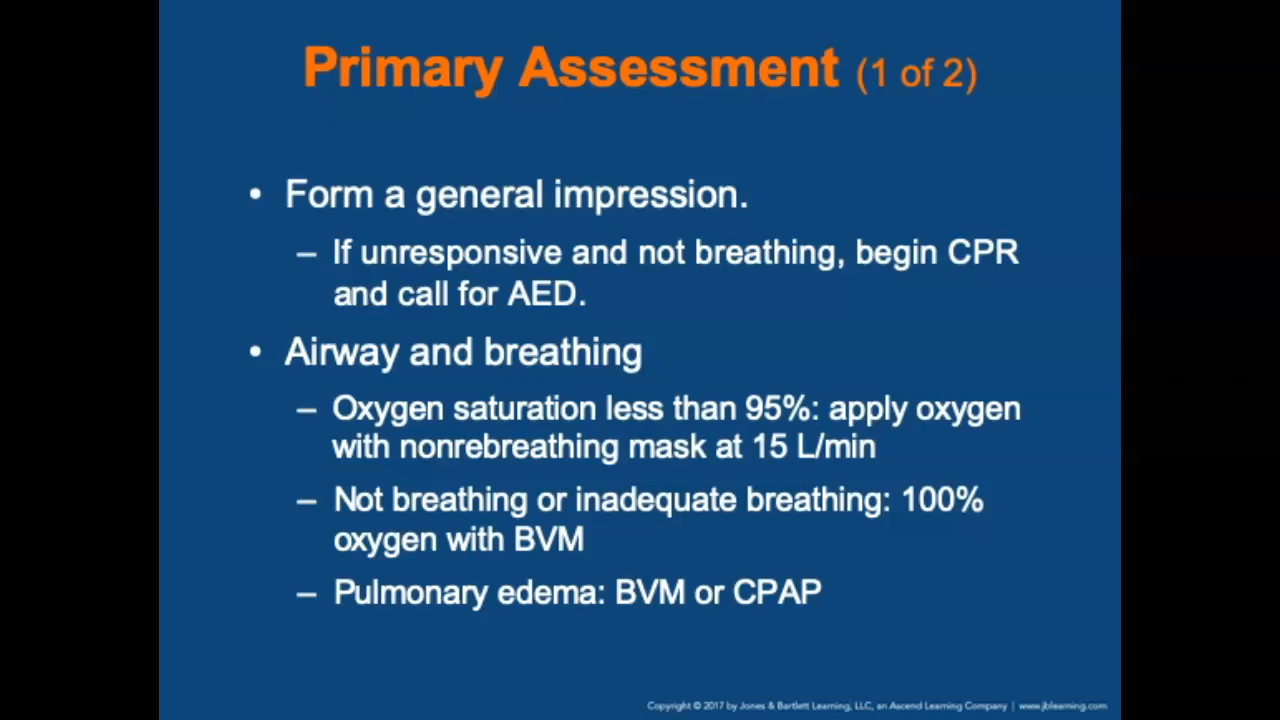 Primary Assessment (1 of 2)
• Form a general impression.
– If unresponsive and not breathing, begin CPR
and call for AED.
• Airway and breathing
– Oxygen saturation less than 95%: apply oxygen
with nonrebreathing mask at 15 L/min
– Not breathing or inadequate breathing: 100%
oxygen with BVM
– Pulmonary edema: BVM or CPAP
Copyright © 2017 by Jones & Bartlett Learning, LLC, an Ascend Learning Company | www.jblearning.com